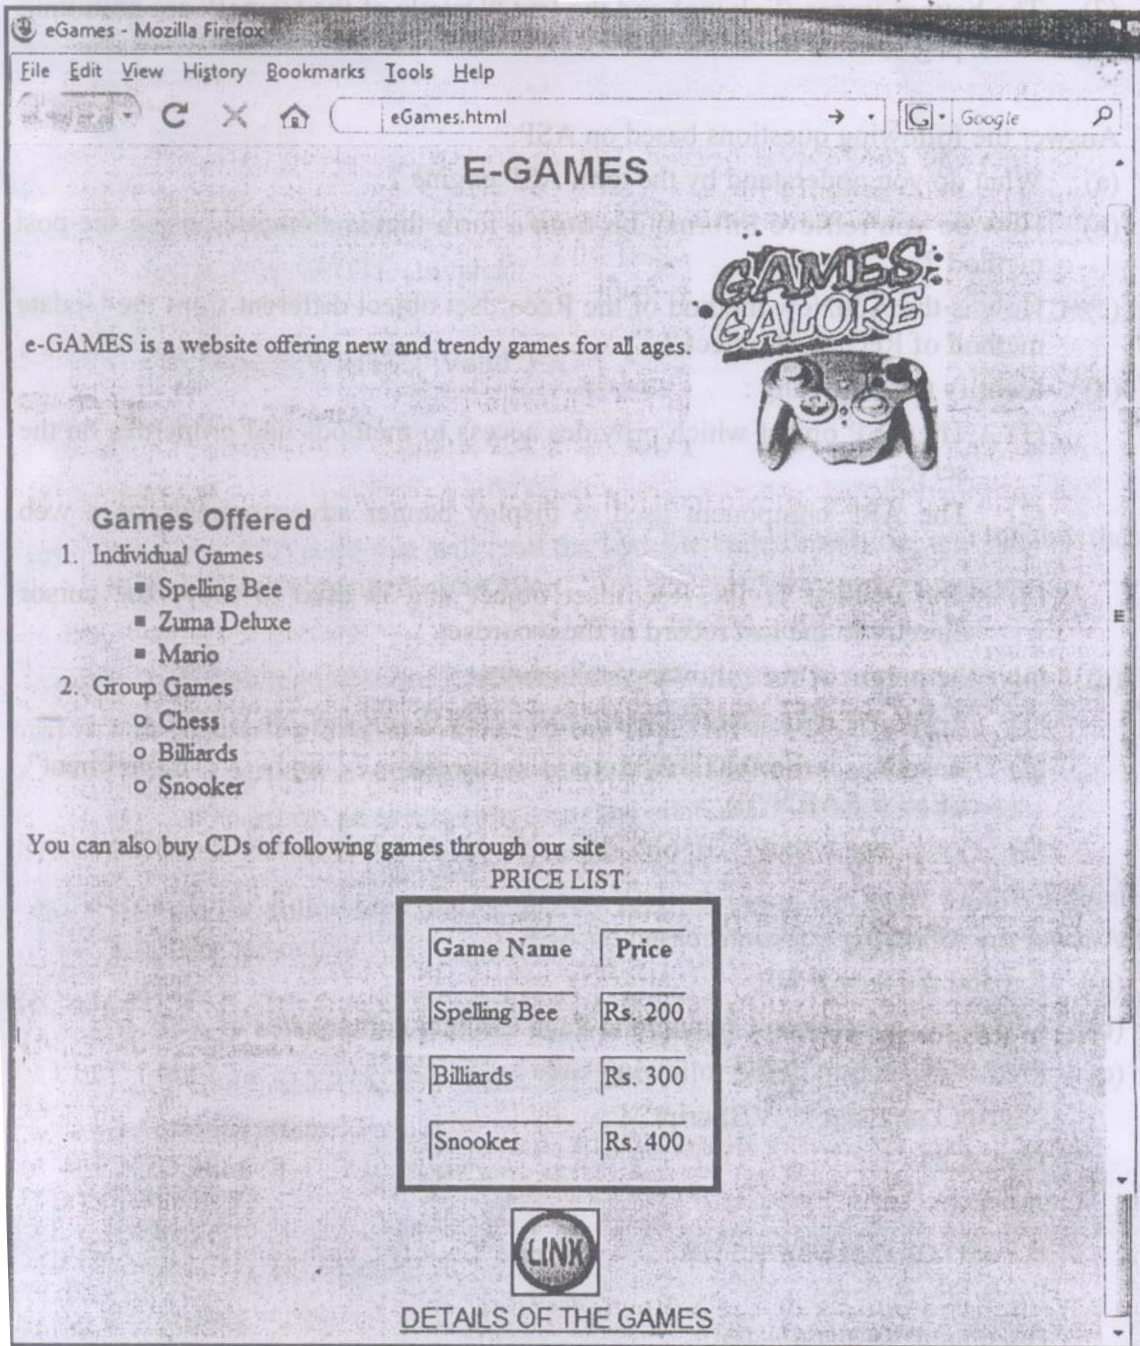 eGames - Mozilla Firefox
File Edit View History Bookmarks Tools Help
eGames.html
G Google
E-GAMES
GAMES
GALORE
e-GAMES is a website offering new and trendy games for all ages.
Games Offered
1. Individual Games
■ Spelling Bee
■ Zuma Deluxe
■ Mario
2. Group Games
o Chess
o Billiards
o Snooker
You can also buy CDs of following games through our site
PRICE LIST
Game Name Price
Spelling Bee Rs. 200
Billiards Rs. 300
Snooker Rs. 400
LINK
DETAILS OF THE GAMES